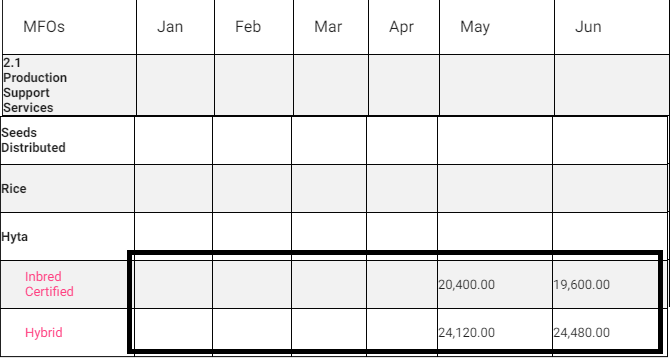 MFOs Jan Feb Mar Apr May Jun
2.1
Production
Support
Services
Seeds
Distributed
Rice
Hyta
Inbred
Certified
20,400.00 19,600.00
Hybrid 24,120.00 24,480.00